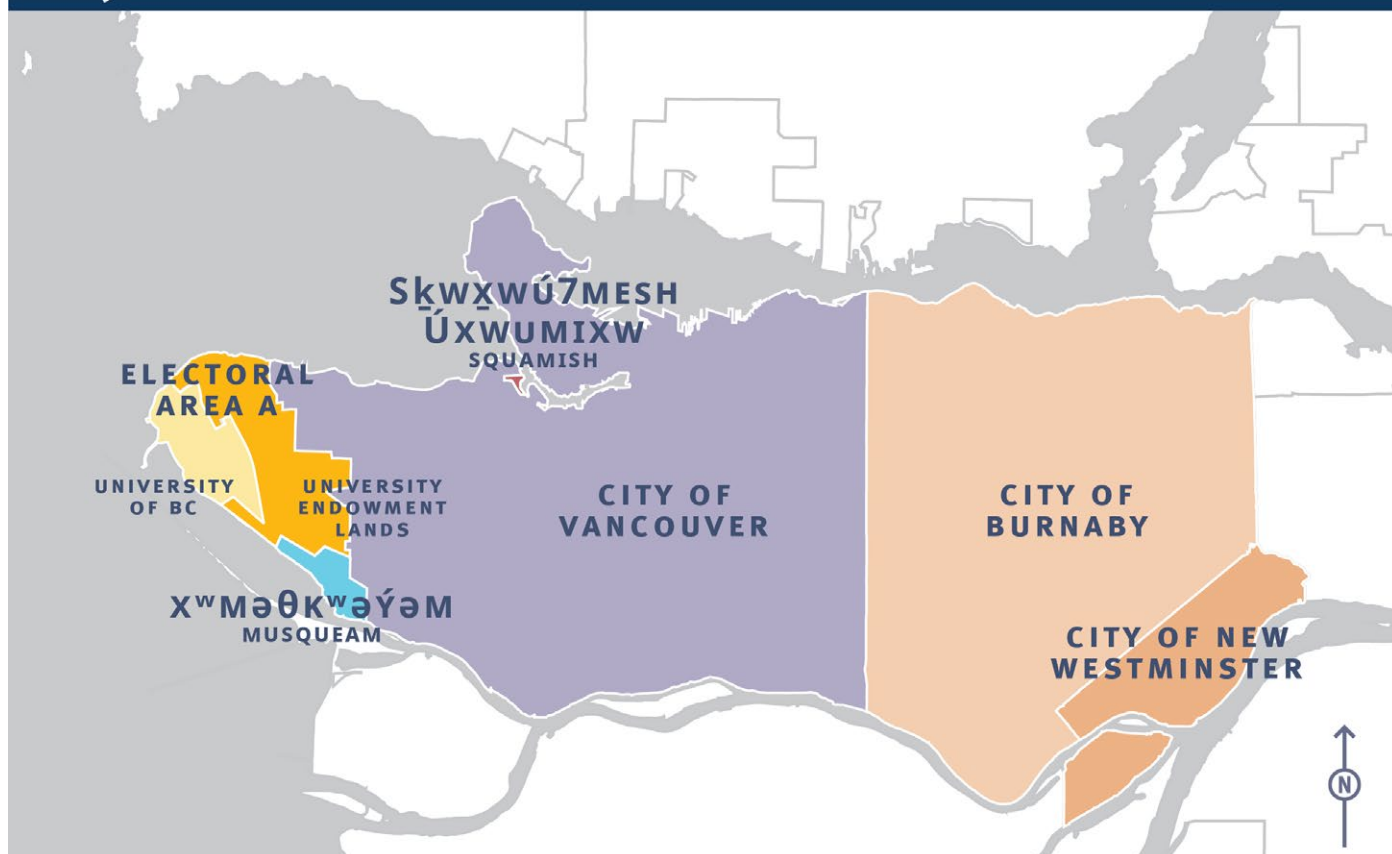 Sḵwx̱wú7MESH
ÚXWUMIXW
SQUAMISH
ELECTORAL
AREA A
UNIVERSITY
OF BC
UNIVERSITY
ENDOWMENT
LANDS
CITY OF
VANCOUVER
CITY OF
BURNABY
XʷMəθKʷəY̓əM
MUSQUEAM
CITY OF NEW
WESTMINSTER
N